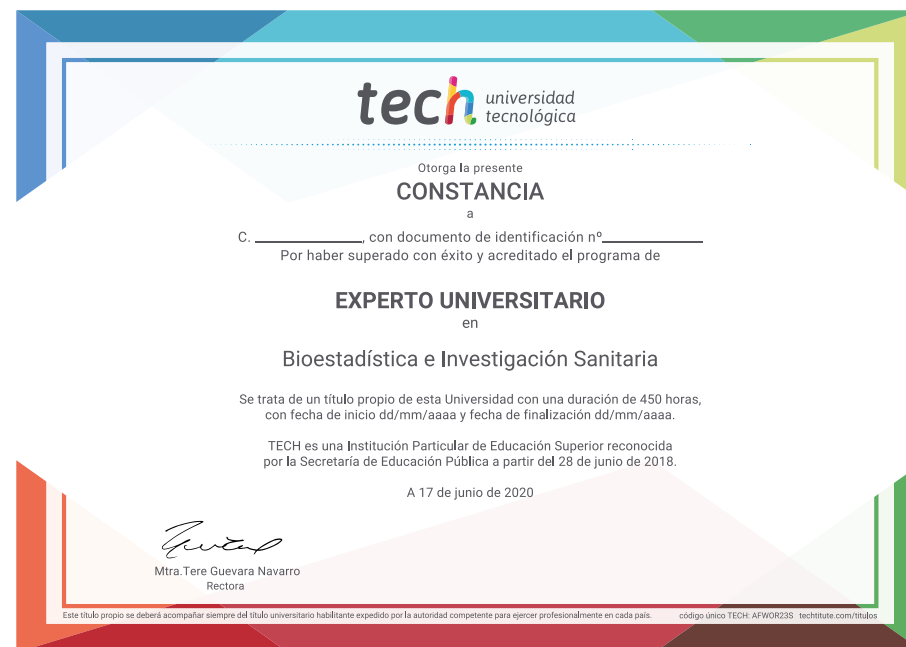 tech universidad
tecnológica
Otorga la presente
CONSTANCIA
a
C. ______________, con documento de identificación nº_____________
Por haber superado con éxito y acreditado el programa de
EXPERTO UNIVERSITARIO
en
Bioestadística e Investigación Sanitaria
Se trata de un título propio de esta Universidad con una duración de 450 horas,
con fecha de inicio dd/mm/aaaa y fecha de finalización dd/mm/aaaa.
TECH es una Institución Particular de Educación Superior reconocida
por la Secretaría de Educación Pública a partir del 28 de junio de 2018.
A 17 de junio de 2020
Mtra.Tere Guevara Navarro
Rectora
Este título propio se deberá acompañar siempre del título universitario habilitante expedido por la autoridad competente para ejercer profesionalmente en cada país. código único TECH: AFWOR23S techtitute.com/títulos